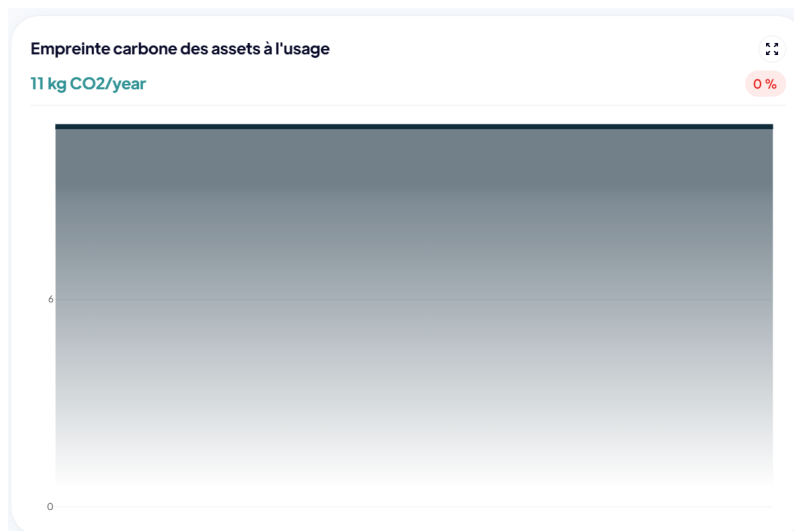 Empreinte carbone des assets à l'usage
11 kg CO2/year
0 %
6
0